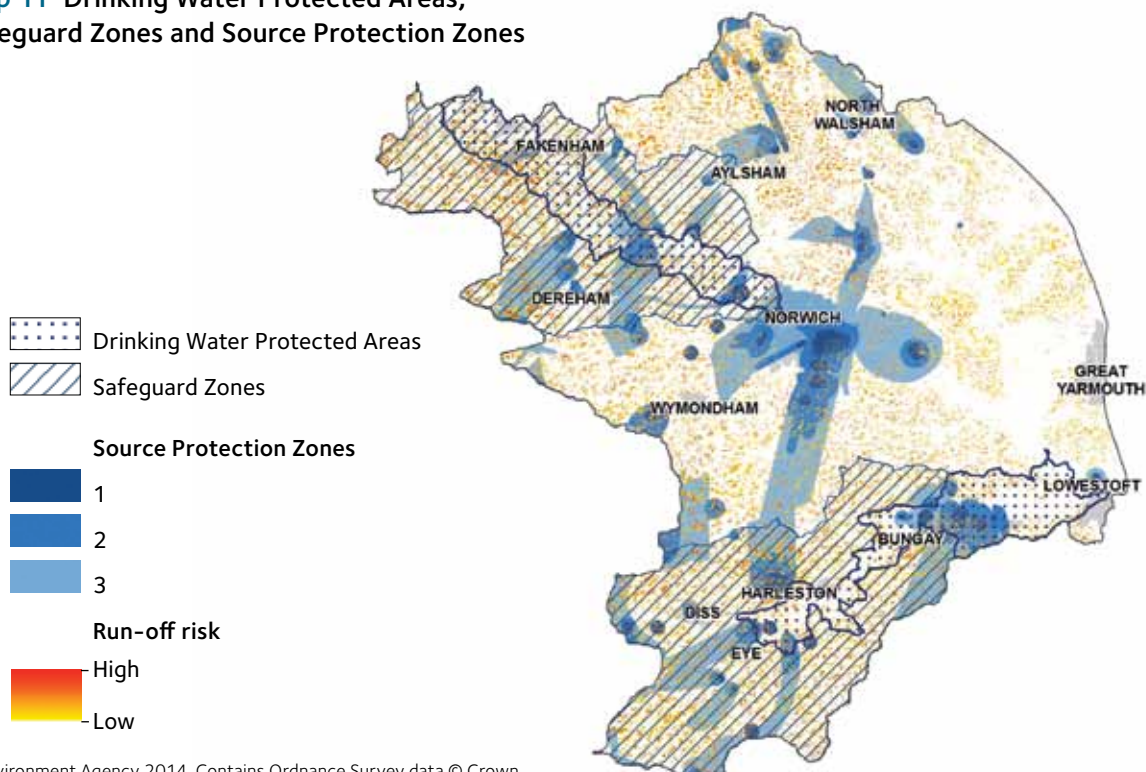 11 Drinking Water Protected Areas,
eguard Zones and Source Protection Zones
NORTH
WALSHAM
FAKENHAM
AYLSHAM
DEREHAM
NORWICH
GREAT
YARMOUTH
WYMONDHAM
LOWESTOFT
BUNGAY
HARLESTON
DISS
EYE
Drinking Water Protected Areas
Safeguard Zones
Source Protection Zones
1
2
3
Run-off risk
High
Low
vironment Agency 2014. Contains Ordnance Survey data © Crown